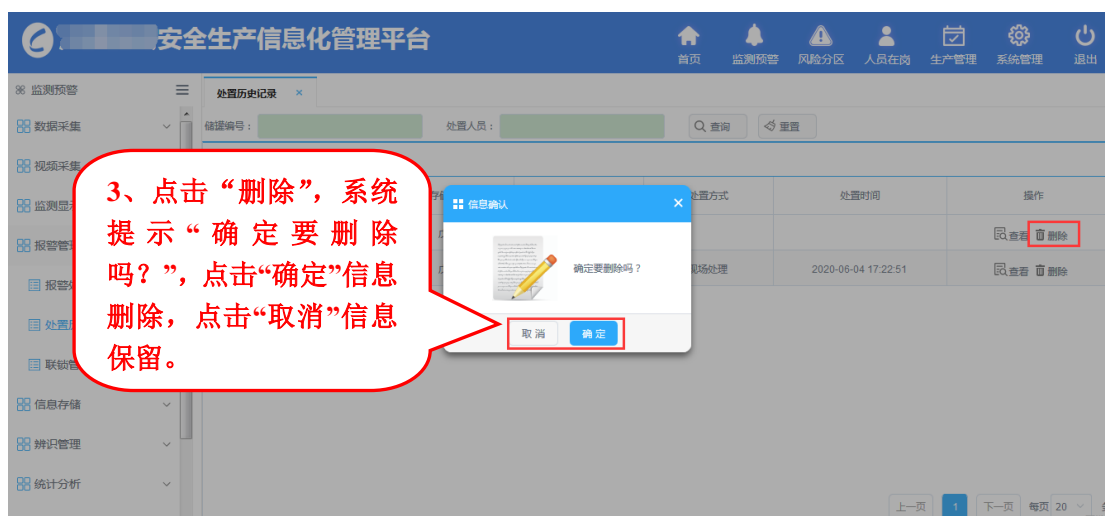 安全生产信息化管理平台
首页 监测预警 风险分区 人员在岗 生产管理 系统管理 退出
监测预警
处置历史记录 ×
数据采集
储罐编号：
处置人员：
查询
重置
视频采集
监测显
报警管
报警
处置
联锁管
信息存储
辨识管理
统计分析
3、点击“删除”，系统
提示“确定要删除
吗？”，点击“确定”信息
删除，点击“取消”信息
保留。
处置方式
处置时间
操作
查看 删除
现场处理
2020-06-04 17:22:51
查看 删除
信息确认 ×
确定要删除吗？
取消
确定
上一页 1 下一页 每页 20